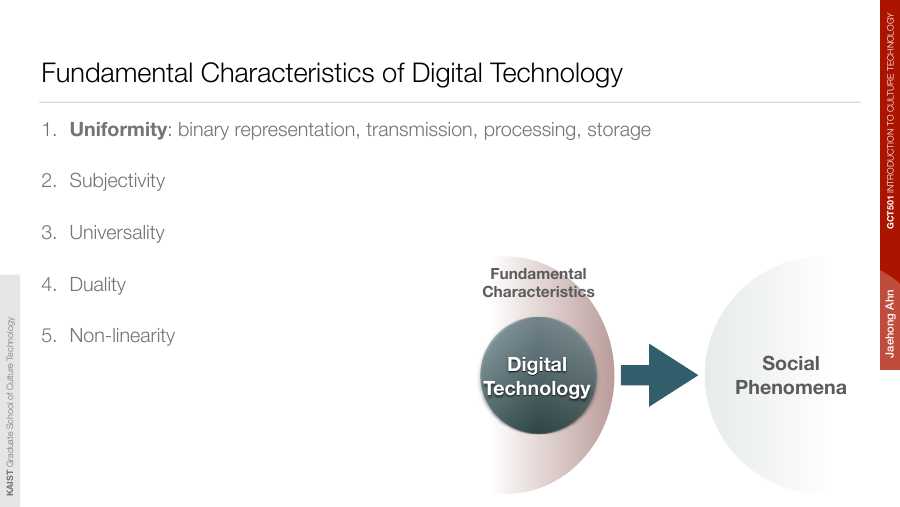 Fundamental Characteristics of Digital Technology
1. Uniformity: binary representation, transmission, processing, storage
2. Subjectivity
3. Universality
4. Duality
5. Non-linearity
Fundamental
Characteristics
Digital
Technology
Social
Phenomena
GCT501 INTRODUCTION TO CULTURE TECHNOLOGY
Jaehong Ahn
KAIST Graduate School of Culture Technology